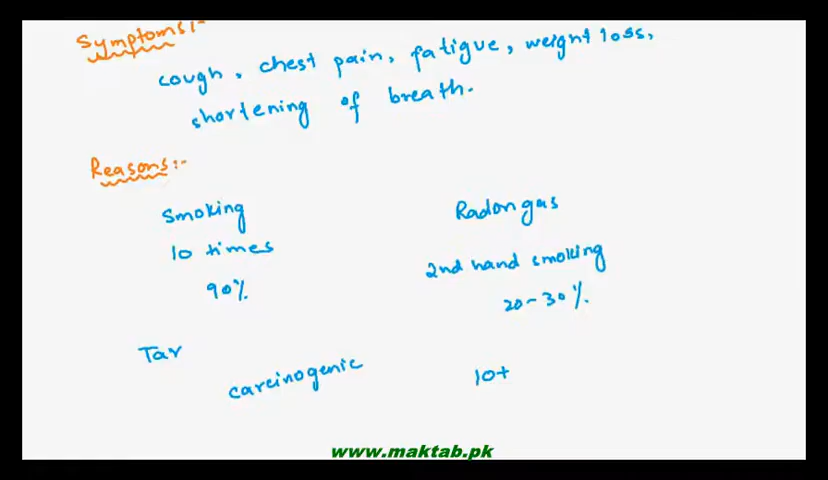 Symptoms:-
cough, chest pain, fatigue, weight loss,
shortening of breath.
Reasons:-
Smoking
Radon gas
10 times
2nd hand smoking
90%
20-30%
Tar
carcinogenic
10+
www.maktab.pk